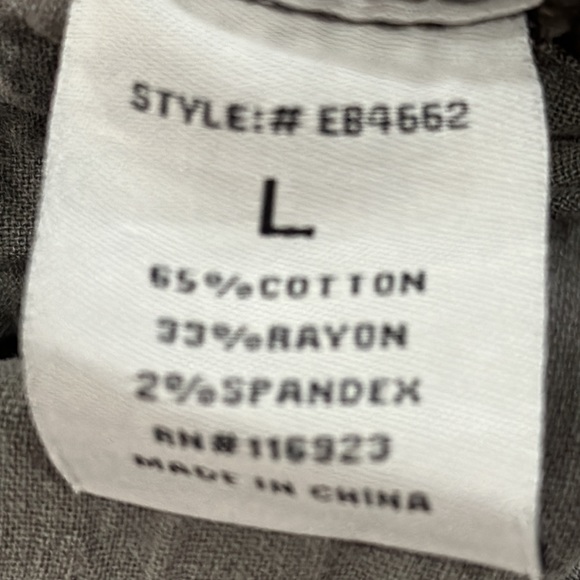 STYLE:# EB4662
L
65%COTTON
33%RAYON
2%SPANDEX
RN#116923
MADE IN CHINA